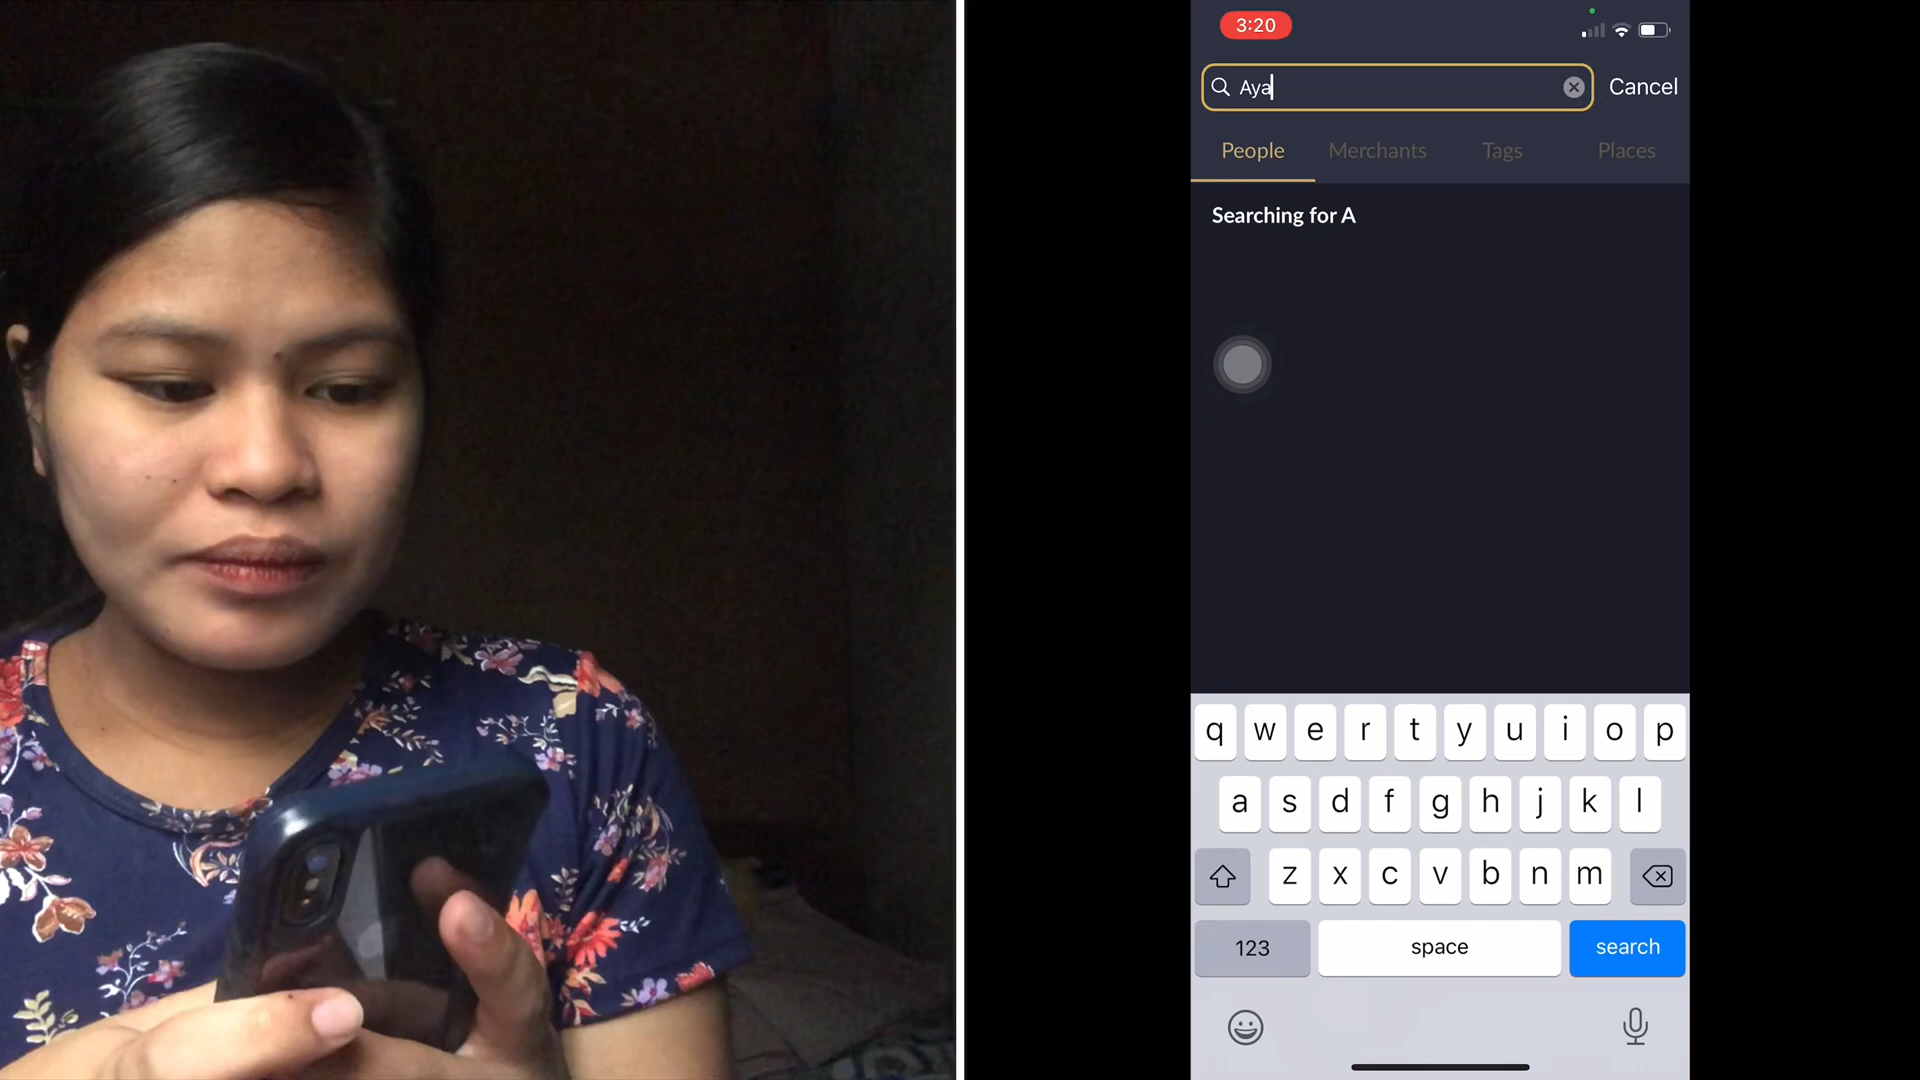 3:20
Aya
Cancel
People Merchants Tags Places
Searching for A
q w e r t y u i o p
a s d f g h j k l
z x c v b n m
123 space search